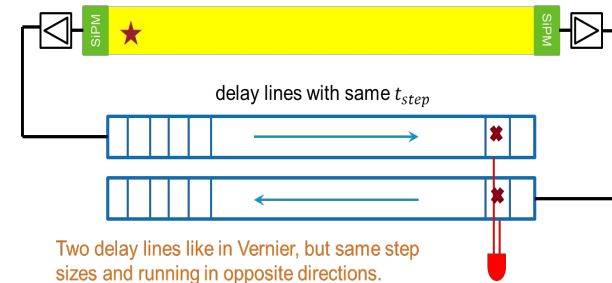 SiPM
SiPM
delay lines with same t_step
Two delay lines like in Vernier, but same step
sizes and running in opposite directions.